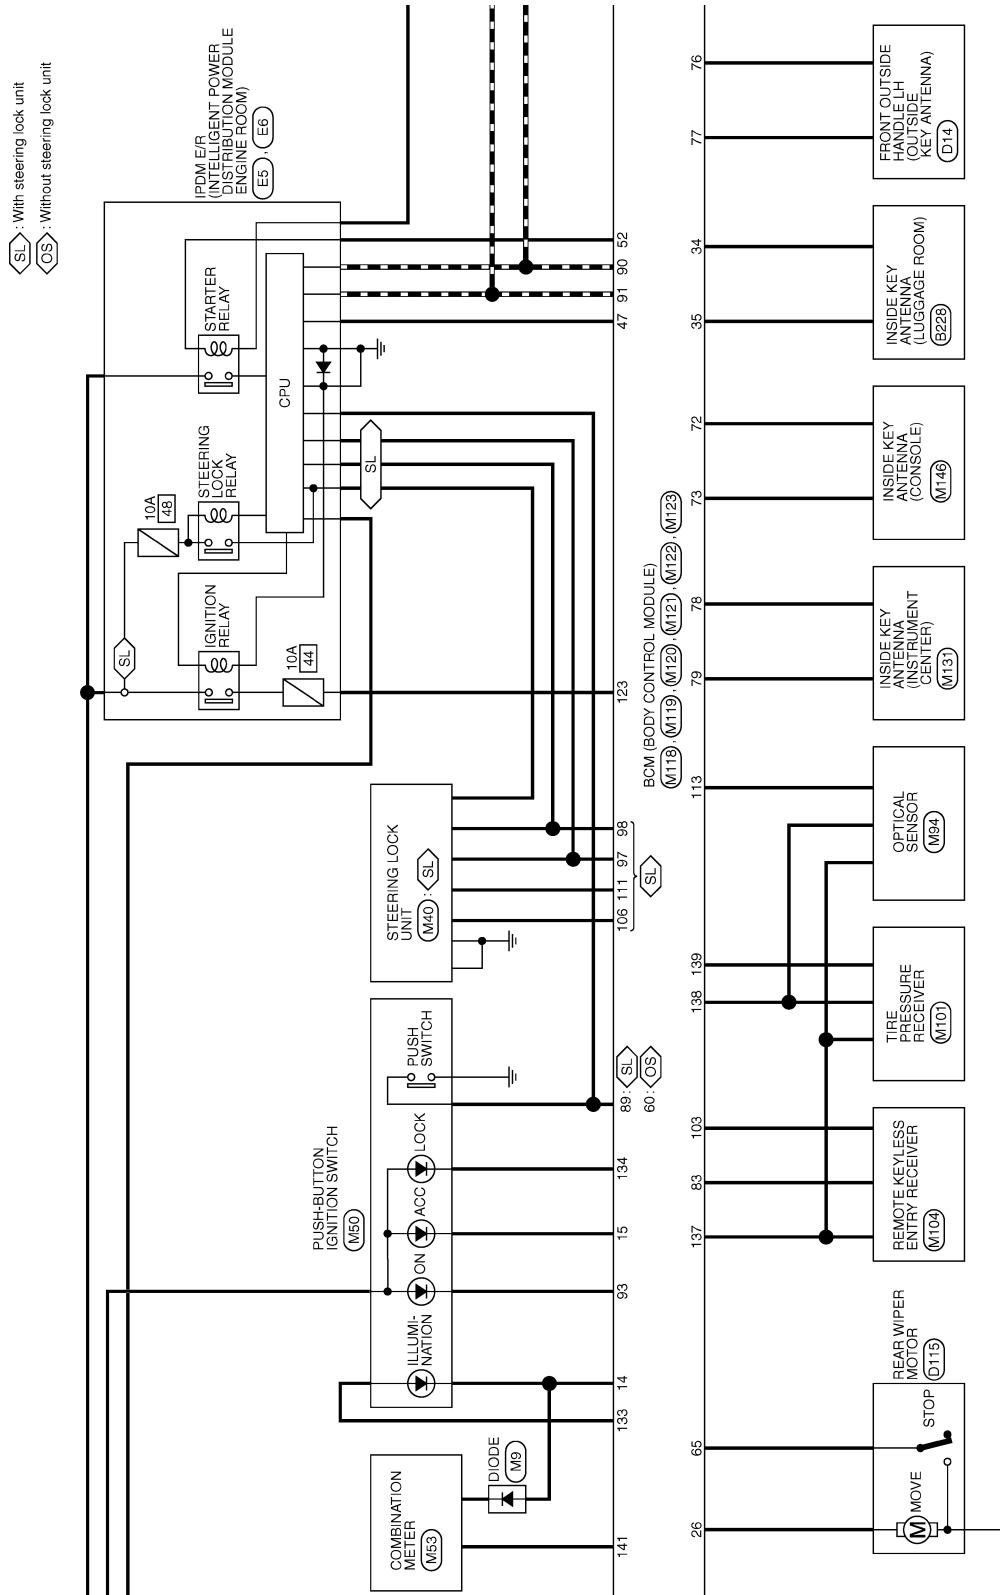 SL : With steering lock unit
OS : Without steering lock unit
IPDM E/R
(INTELLIGENT POWER
DISTRIBUTION MODULE
ENGINE ROOM)
E5 , E6
STARTER
RELAY
10A
48
STEERING
LOCK
RELAY
SL
IGNITION
RELAY
10A
44
CPU
SL
52
90
91
47
123
STEERING LOCK
UNIT
M40 : SL
98
97
111
106
SL
PUSH-BUTTON
IGNITION SWITCH
M50
PUSH
SWITCH
LOCK
ACC
ON
ILLUMI-
NATION
89 : SL
60 : OS
134
15
93
14
133
COMBINATION
METER
M53
DIODE
M9
141
BCM (BODY CONTROL MODULE)
M118 , M119 , M120 , M121 , M122 , M123
76
77
FRONT OUTSIDE
HANDLE LH
(OUTSIDE
KEY ANTENNA)
D14
34
35
INSIDE KEY
ANTENNA
(LUGGAGE ROOM)
B228
72
73
INSIDE KEY
ANTENNA
(CONSOLE)
M146
78
79
INSIDE KEY
ANTENNA
(INSTRUMENT
CENTER)
M131
113
OPTICAL
SENSOR
M94
139
138
TIRE
PRESSURE
RECEIVER
M101
103
83
137
REMOTE KEYLESS
ENTRY RECEIVER
M104
REAR WIPER
MOTOR
D115
65
26
STOP
MOVE
M